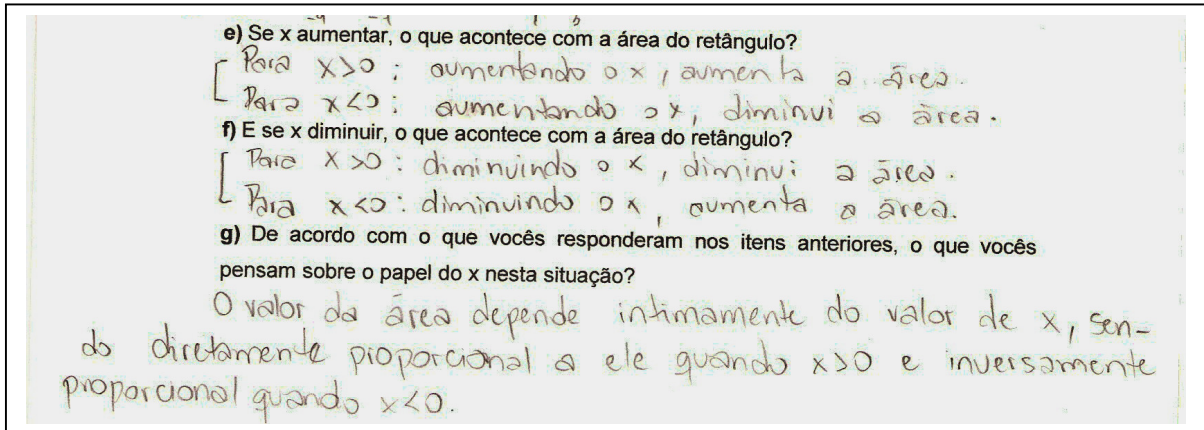 e) Se x aumentar, o que acontece com a área do retângulo?
Para x>0: aumentando o x, aumenta a área.
Para x<0: aumentando o x, diminui a área.
f) E se x diminuir, o que acontece com a área do retângulo?
Para x>0: diminuindo o x, diminui a área.
Para x<0: diminuindo o x, aumenta a área.
g) De acordo com o que vocês responderam nos itens anteriores, o que vocês
pensam sobre o papel do x nesta situação?
O valor da área depende intimamente do valor de x, sen-
do diretamente proporcional a ele quando x>0 e inversamente
proporcional quando x<0.